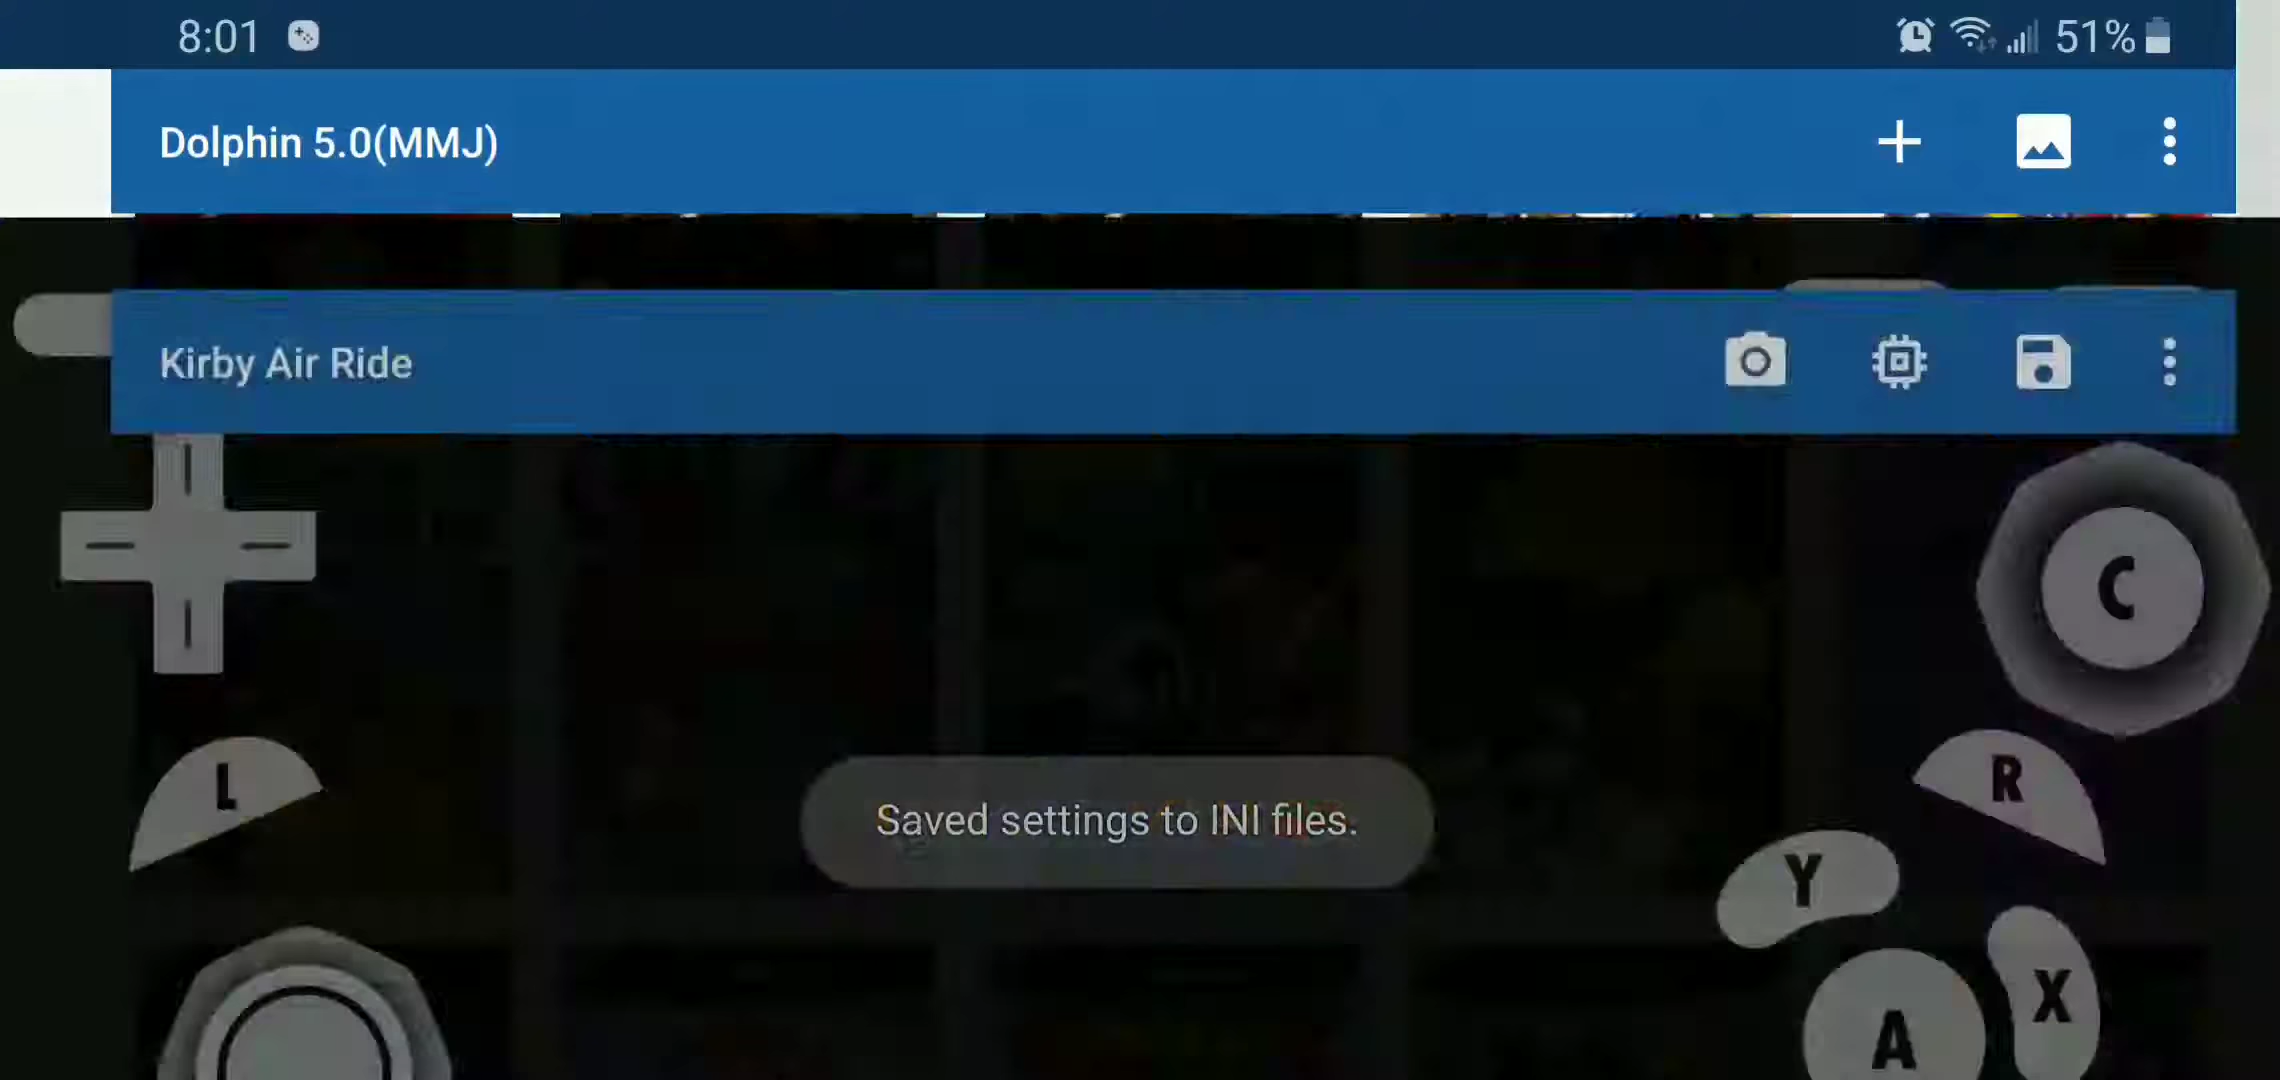 8:01 51%
Dolphin 5.0(MMJ)
Kirby Air Ride
C
L
R
Saved settings to INI files.
Y
X
A